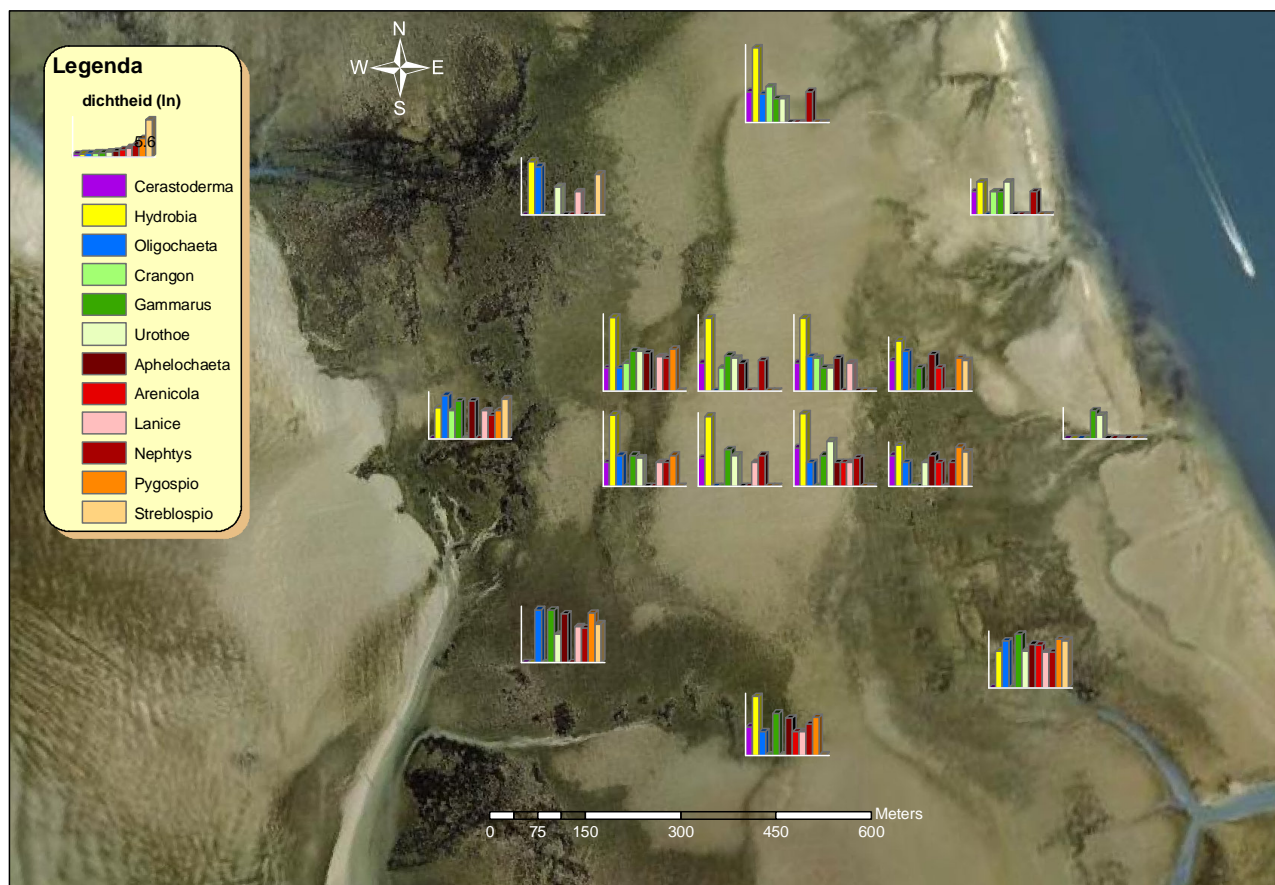 Legenda
dichtheid (ln)
5.6
Cerastoderma
Hydrobia
Oligochaeta
Crangon
Gammarus
Urothoe
Aphelochaeta
Arenicola
Lanice
Nephtys
Pygospio
Streblospio
N
W E
S
Meters
0 75 150 300 450 600